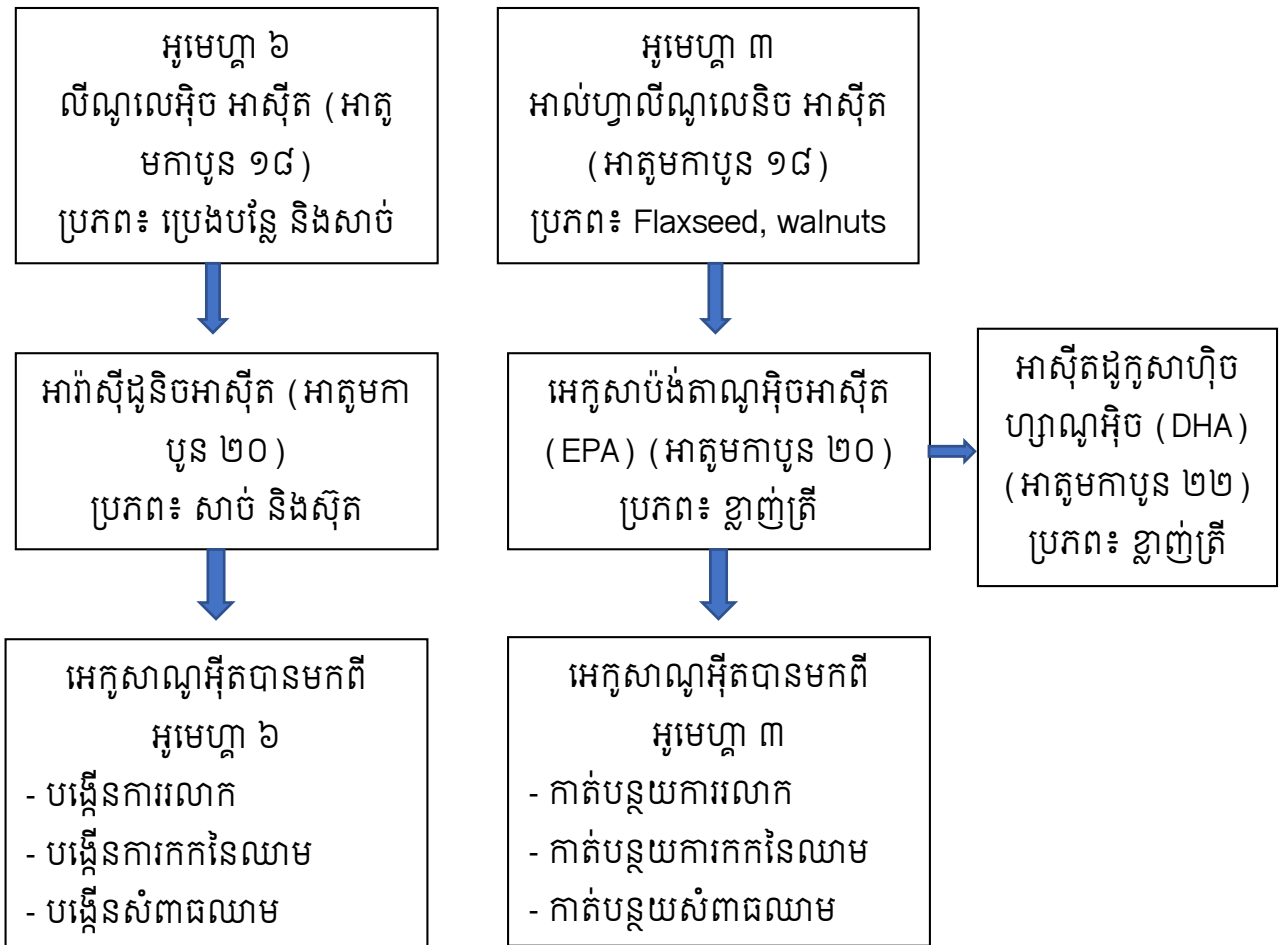 អូមេហ្គា ៦
លីណូលេអ៊ិច អាស៊ីត (អាតូ
មកាបូន ១៨)
ប្រភព៖ ប្រេងបន្លែ និងសាច់
អូមេហ្គា ៣
អាល់ហ្វាលីណូលេនិច អាស៊ីត
(អាតូមកាបូន ១៨)
ប្រភព៖ Flaxseed, walnuts
អារ៉ាស៊ីដូនិចអាស៊ីត (អាតូមកា
បូន ២០)
ប្រភព៖ សាច់ និងស៊ុត
អេកូសាប៉ង់តាណូអ៊ិចអាស៊ីត
(EPA) (អាតូមកាបូន ២០)
ប្រភព៖ ខ្លាញ់ត្រី
អាស៊ីតដូកូសាហ៊ិច
ហ្សាណូអ៊ិច (DHA)
(អាតូមកាបូន ២២)
ប្រភព៖ ខ្លាញ់ត្រី
អេកូសាណូអ៊ីតបានមកពី
អូមេហ្គា ៦
- បង្កើនការរលាក
- បង្កើនការកកនៃឈាម
- បង្កើនសំពាធឈាម
អេកូសាណូអ៊ីតបានមកពី
អូមេហ្គា ៣
- កាត់បន្ថយការរលាក
- កាត់បន្ថយការកកនៃឈាម
- កាត់បន្ថយសំពាធឈាម